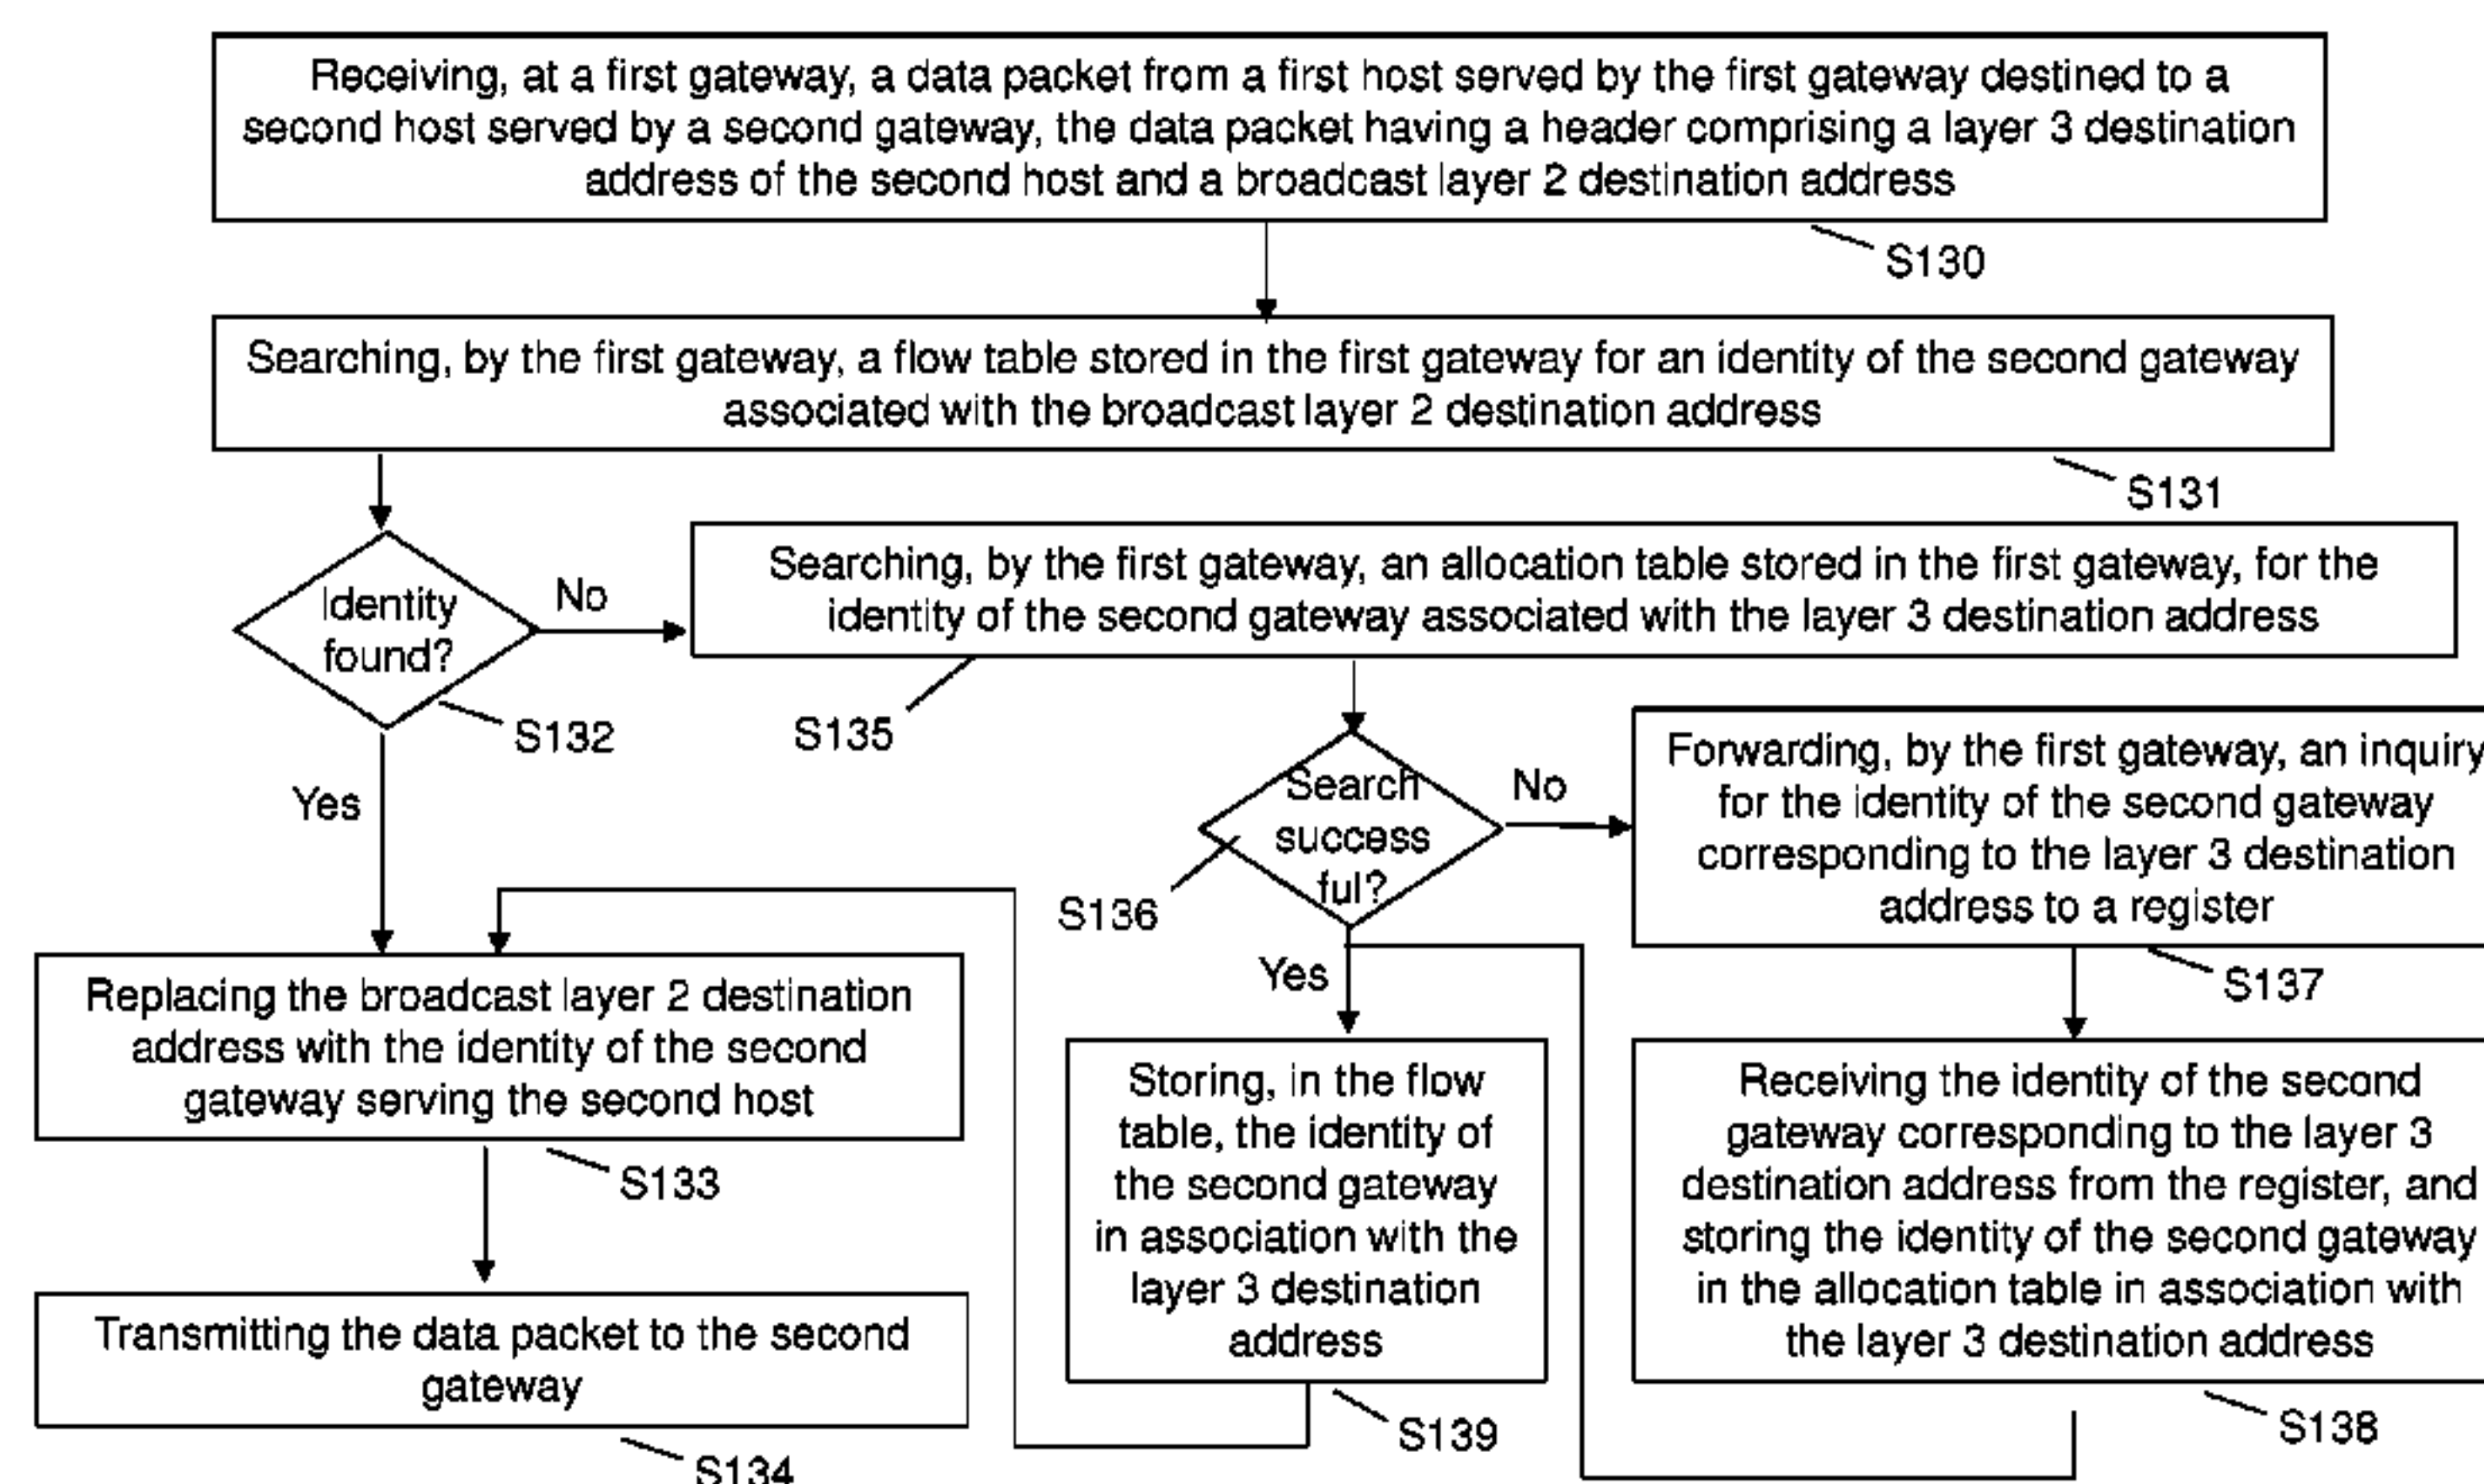 Receiving, at a first gateway, a data packet from a first host served by the first gateway destined to a
second host served by a second gateway, the data packet having a header comprising a layer 3 destination
address of the second host and a broadcast layer 2 destination address
S130
Searching, by the first gateway, a flow table stored in the first gateway for an identity of the second gateway
associated with the broadcast layer 2 destination address
S131
Identity
found?
No
S132
Yes
Searching, by the first gateway, an allocation table stored in the first gateway, for the
identity of the second gateway associated with the layer 3 destination address
S135
Search
success
ful?
No
S136
Yes
Forwarding, by the first gateway, an inquiry
for the identity of the second gateway
corresponding to the layer 3 destination
address to a register
S137
Replacing the broadcast layer 2 destination
address with the identity of the second
gateway serving the second host
S133
Storing, in the flow
table, the identity of
the second gateway
in association with the
layer 3 destination
address
S139
Receiving the identity of the second
gateway corresponding to the layer 3
destination address from the register, and
storing the identity of the second gateway
in the allocation table in association with
the layer 3 destination address
S138
Transmitting the data packet to the second
gateway
S134